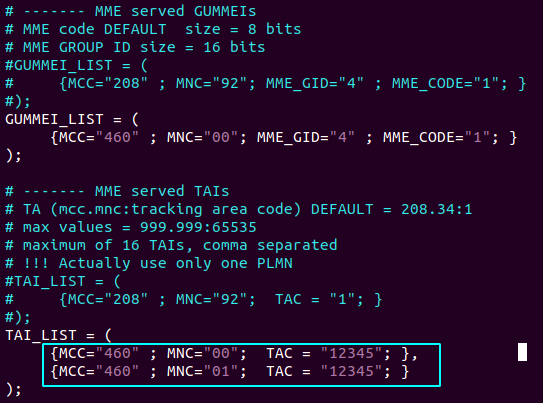 # ------- MME served GUMMEIs
# MME code DEFAULT  size = 8 bits
# MME GROUP ID size = 16 bits
#GUMMEI_LIST = (
#     {MCC="208" ; MNC="92"; MME_GID="4" ; MME_CODE="1"; }
#);
GUMMEI_LIST = (
     {MCC="460" ; MNC="00"; MME_GID="4" ; MME_CODE="1"; }
);

# ------- MME served TAIs
# TA (mcc.mnc:tracking area code) DEFAULT = 208.34:1
# max values = 999.999:65535
# maximum of 16 TAIs, comma separated
# !!! Actually use only one PLMN
#TAI_LIST = (
#     {MCC="208" ; MNC="92";  TAC = "1"; }
#);
TAI_LIST = (
     {MCC="460" ; MNC="00";  TAC = "12345"; },
     {MCC="460" ; MNC="01";  TAC = "12345"; }
);